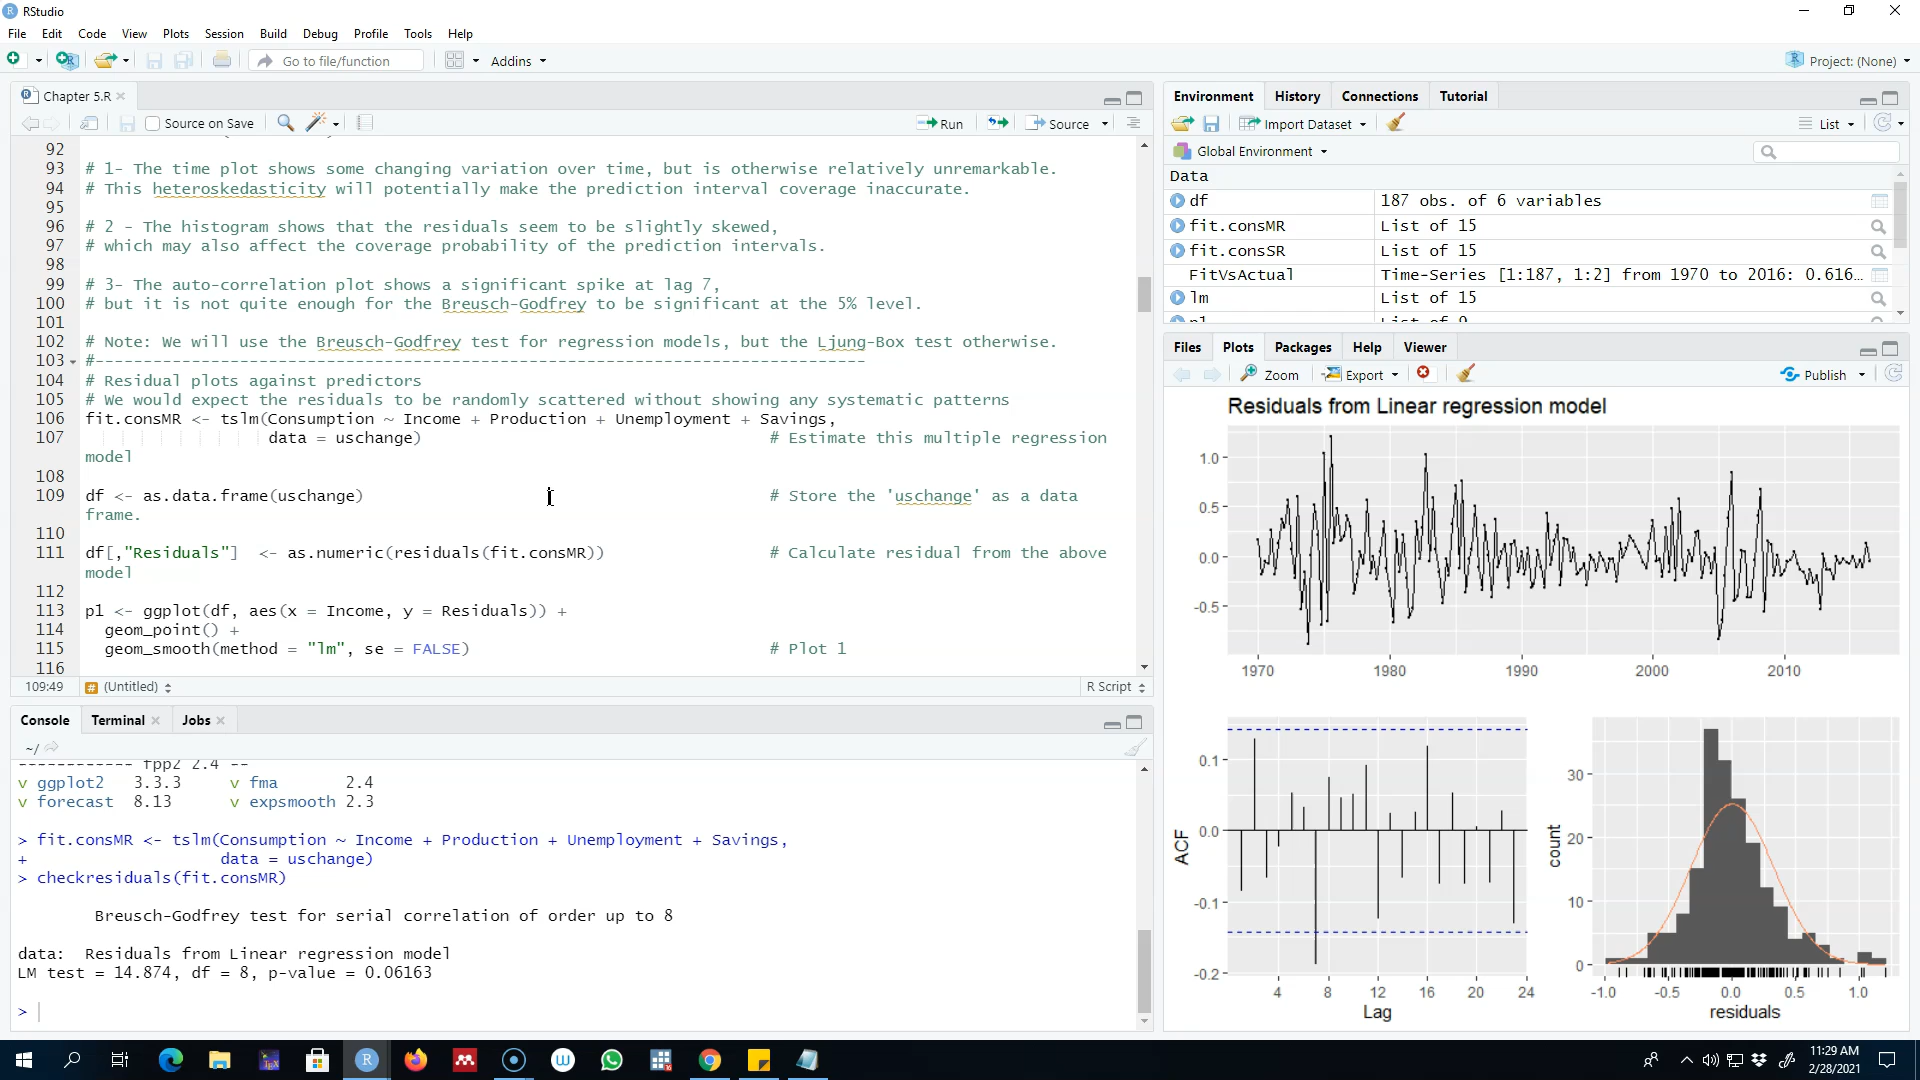 RStudio
File Edit Code View Plots Session Build Debug Profile Tools Help
Go to file/function
Addins
Project: (None)
Chapter 5.R
Source on Save
Run
Source
92
93 # 1- The time plot shows some changing variation over time, but is otherwise relatively unremarkable.
94 # This heteroskedasticity will potentially make the prediction interval coverage inaccurate.
95
96 # 2 - The histogram shows that the residuals seem to be slightly skewed,
97 # which may also affect the coverage probability of the prediction intervals.
98
99 # 3- The auto-correlation plot shows a significant spike at lag 7,
100 # but it is not quite enough for the Breusch-Godfrey to be significant at the 5% level.
101
102 # Note: We will use the Breusch-Godfrey test for regression models, but the Ljung-Box test otherwise.
103 #--------------------------------------------------------------------------------
104 # Residual plots against predictors
105 # We would expect the residuals to be randomly scattered without showing any systematic patterns
106 fit.consMR <- tslm(Consumption ~ Income + Production + Unemployment + Savings,
107 data = uschange) # Estimate this multiple regression
model
108
109 df <- as.data.frame(uschange) # Store the 'uschange' as a data
frame.
110
111 df[,"Residuals"] <- as.numeric(residuals(fit.consMR)) # Calculate residual from the above
model
112
113 p1 <- ggplot(df, aes(x = Income, y = Residuals)) +
114 geom_point() +
115 geom_smooth(method = "lm", se = FALSE) # Plot 1
116
109:49 # (Untitled) R Script
Console Terminal Jobs
~/
------------ fpp2 2.4 --
v ggplot2 3.3.3 v fma 2.4
v forecast 8.13 v expsmooth 2.3
> fit.consMR <- tslm(Consumption ~ Income + Production + Unemployment + Savings,
+ data = uschange)
> checkresiduals(fit.consMR)
Breusch-Godfrey test for serial correlation of order up to 8
data: Residuals from Linear regression model
LM test = 14.874, df = 8, p-value = 0.06163
>
Environment History Connections Tutorial
Import Dataset
List
Global Environment
Data
df 187 obs. of 6 variables
fit.consMR List of 15
fit.consSR List of 15
FitVsActual Time-Series [1:187, 1:2] from 1970 to 2016: 0.616…
lm List of 15
p1 List of 9
Files Plots Packages Help Viewer
Zoom Export Publish
Residuals from Linear regression model
1.0
0.5
0.0
-0.5
1970 1980 1990 2000 2010
ACF
0.1
0.0
-0.1
-0.2
4 8 12 16 20 24
Lag
count
30
20
10
0
-1.0 -0.5 0.0 0.5 1.0
residuals
11:29 AM
2/28/2021